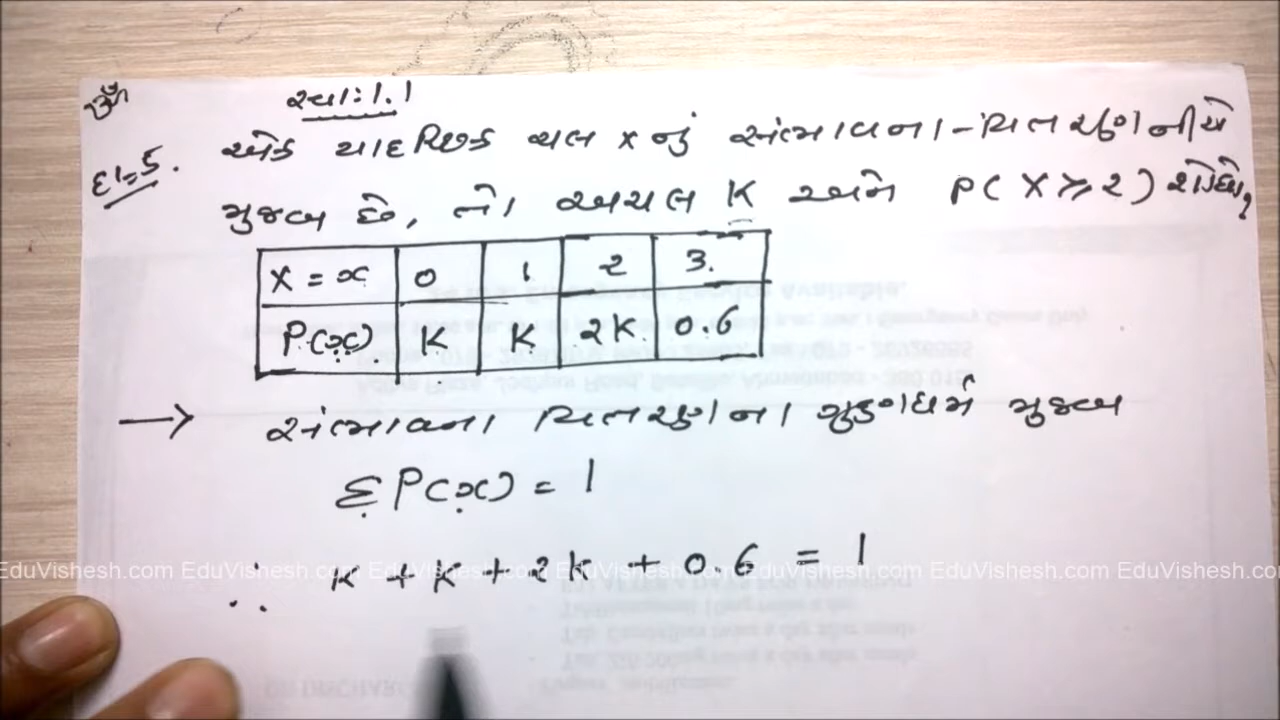 ૐ
સ્વા:1.1
દા-5. એક યાદચ્છિક ચલ x નું સંભાવના-વિતરણ નીચે
મુજબ છે, તો અચલ K અને P(X≥2) શોધો,
X = x 0 1 2 3.
P(x) K K 2K 0.6
→ સંભાવના વિતરણના ગુણધર્મ મુજબ
Σ P(x) = 1
∴ K + K + 2K + 0.6 = 1
EduVishesh.com EduVishesh.com EduVishesh.com EduVishesh.com EduVishesh.com EduVishesh.com EduVishesh.com